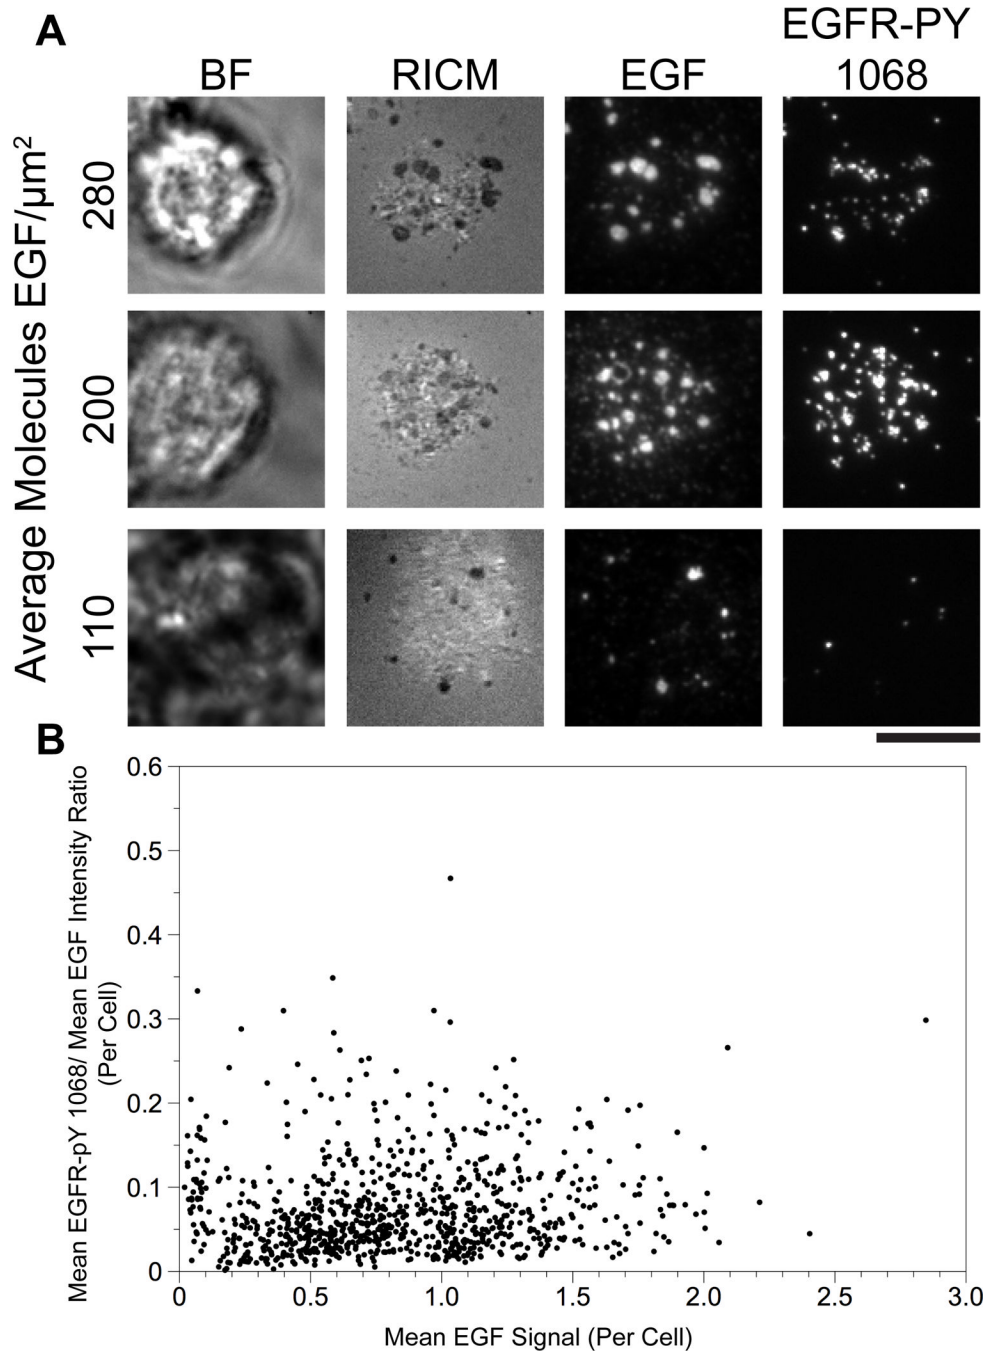 A
BF
RICM
EGF
EGFR-PY
1068
Average Molecules EGF/μm²
280
200
110
B
Mean EGFR-pY 1068/ Mean EGF Intensity Ratio
(Per Cell)
0.6
0.5
0.4
0.3
0.2
0.1
0
0
0.5
1.0
1.5
2.0
2.5
3.0
Mean EGF Signal (Per Cell)